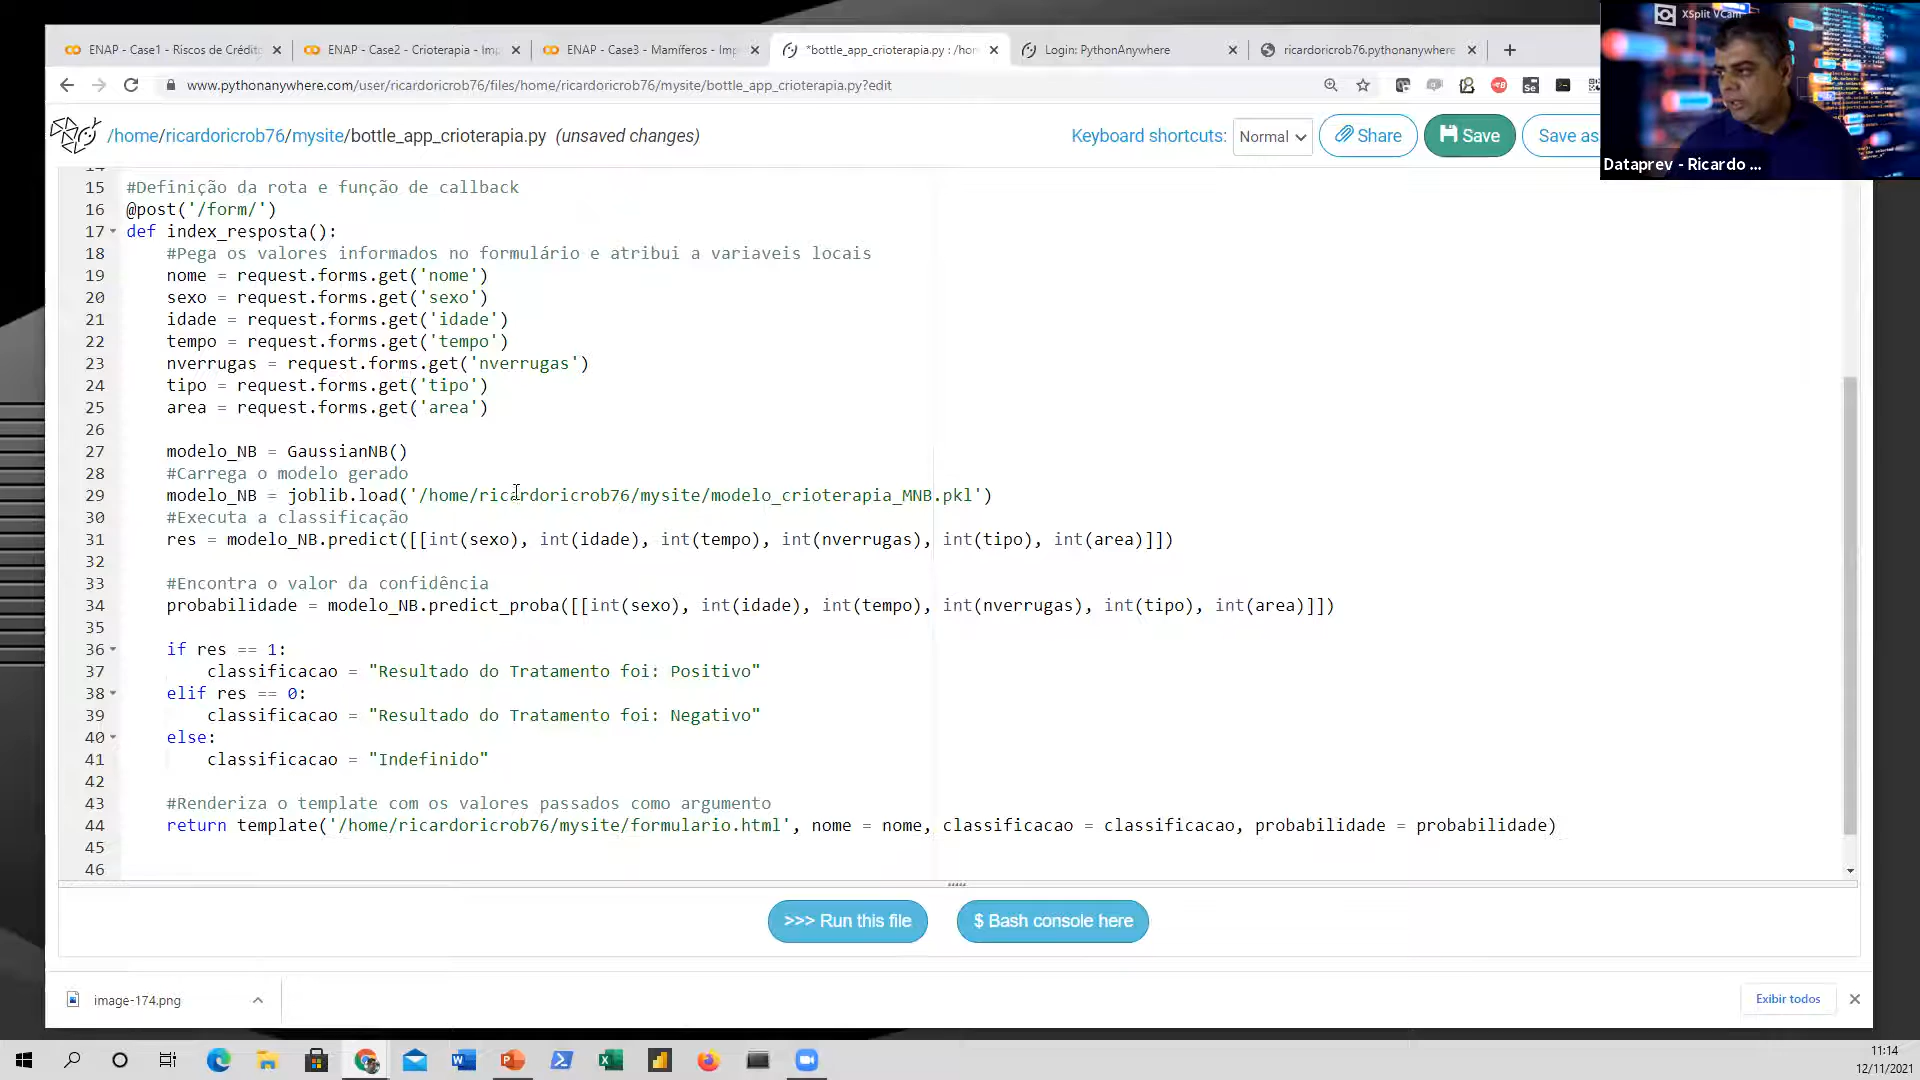 ENAP - Case1 - Riscos de Crédit
ENAP - Case2 - Crioterapia - Imp
ENAP - Case3 - Mamíferos - Imp
*bottle_app_crioterapia.py : /hom
Login: PythonAnywhere
ricardoricrob76.pythonanywhere
XSplit VCam
www.pythonanywhere.com/user/ricardoricrob76/files/home/ricardoricrob76/mysite/bottle_app_crioterapia.py?edit
/home/ricardoricrob76/mysite/bottle_app_crioterapia.py (unsaved changes)
Keyboard shortcuts: Normal Share Save Save as
Dataprev - Ricardo ...
15 #Definição da rota e função de callback
16 @post('/form/')
17 def index_resposta():
18 #Pega os valores informados no formulário e atribui a variaveis locais
19 nome = request.forms.get('nome')
20 sexo = request.forms.get('sexo')
21 idade = request.forms.get('idade')
22 tempo = request.forms.get('tempo')
23 nverrugas = request.forms.get('nverrugas')
24 tipo = request.forms.get('tipo')
25 area = request.forms.get('area')
26
27 modelo_NB = GaussianNB()
28 #Carrega o modelo gerado
29 modelo_NB = joblib.load('/home/ricardoricrob76/mysite/modelo_crioterapia_MNB.pkl')
30 #Executa a classificação
31 res = modelo_NB.predict([[int(sexo), int(idade), int(tempo), int(nverrugas), int(tipo), int(area)]])
32
33 #Encontra o valor da confidência
34 probabilidade = modelo_NB.predict_proba([[int(sexo), int(idade), int(tempo), int(nverrugas), int(tipo), int(area)]])
35
36 if res == 1:
37 classificacao = "Resultado do Tratamento foi: Positivo"
38 elif res == 0:
39 classificacao = "Resultado do Tratamento foi: Negativo"
40 else:
41 classificacao = "Indefinido"
42
43 #Renderiza o template com os valores passados como argumento
44 return template('/home/ricardoricrob76/mysite/formulario.html', nome = nome, classificacao = classificacao, probabilidade = probabilidade)
45
46
>>> Run this file
$ Bash console here
image-174.png
Exibir todos
11:14
12/11/2021